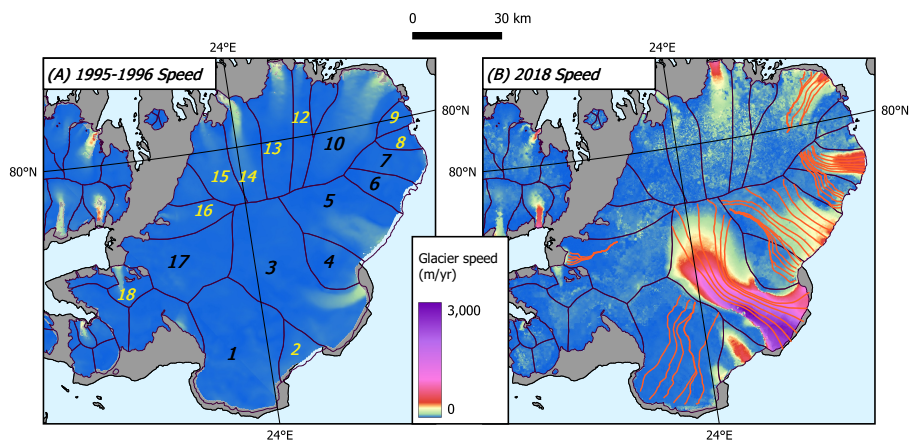 0 30 km
24°E 24°E
(A) 1995-1996 Speed (B) 2018 Speed
80°N
9
12
8
10
13
7
80°N
80°N
15 14
6
5
16
17
3
4
Glacier speed
(m/yr)
18
3,000
1
2
0
24°E 24°E
80°N